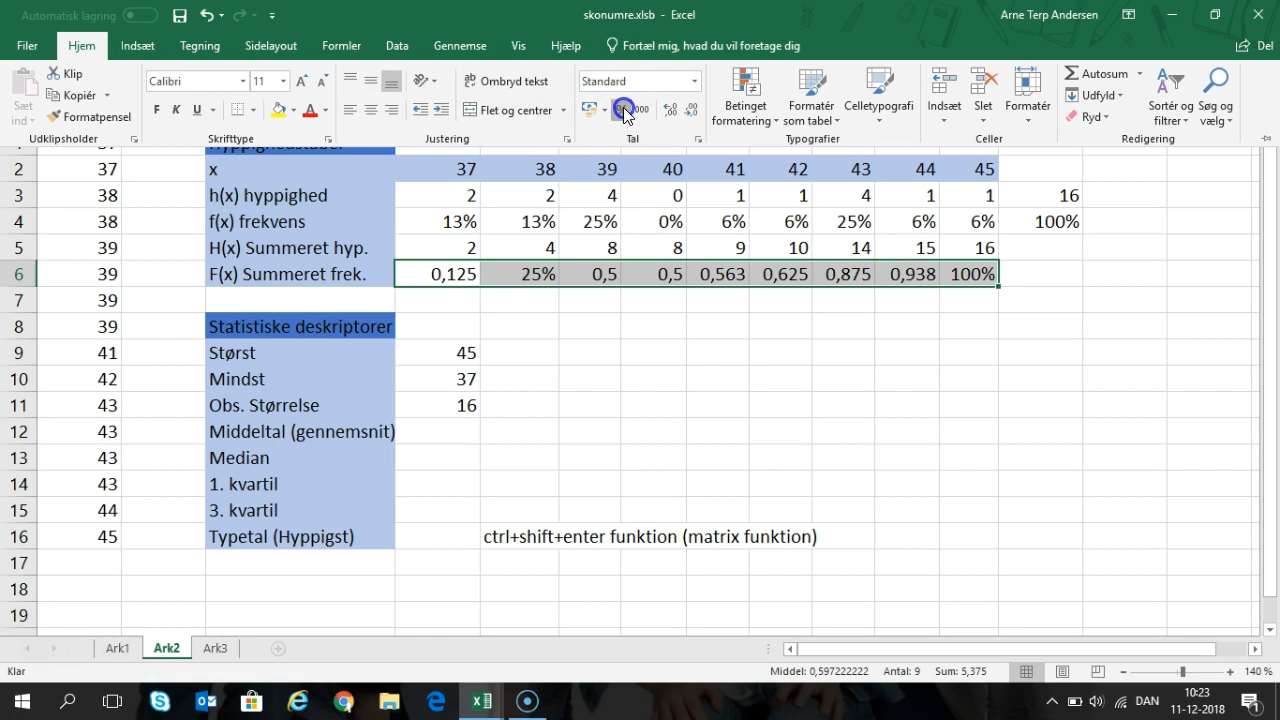 Automatisk lagring
skonumre.xlsb - Excel
Arne Terp Andersen
Filer Hjem Indsæt Tegning Sidelayout Formler Data Gennemse Vis Hjælp Fortæl mig, hvad du vil foretage dig Del
Sæt ind Klip Kopiér Formatpensel
Udklipsholder
Calibri 11
F K U
Skrifttype
Ombryd tekst
Flet og centrer
Justering
Standard
000
Tal
Betinget formatering Formatér som tabel Celletypografi
Typografier
Indsæt Slet Formatér
Celler
Autosum Udfyld Ryd
Sortér og filtrer Søg og vælg
Redigering
2 37 x 37 38 39 40 41 42 43 44 45
3 38 h(x) hyppighed 2 2 4 0 1 1 4 1 1 16
4 38 f(x) frekvens 13% 13% 25% 0% 6% 6% 25% 6% 6% 100%
5 39 H(x) Summeret hyp. 2 4 8 8 9 10 14 15 16
6 39 F(x) Summeret frek. 0,125 25% 0,5 0,5 0,563 0,625 0,875 0,938 100%
7 39
8 39 Statistiske deskriptorer
9 41 Størst 45
10 42 Mindst 37
11 43 Obs. Størrelse 16
12 43 Middeltal (gennemsnit)
13 43 Median
14 43 1. kvartil
15 44 3. kvartil
16 45 Typetal (Hyppigst) ctrl+shift+enter funktion (matrix funktion)
17
18
19
Ark1 Ark2 Ark3
Klar Middel: 0,597222222 Antal: 9 Sum: 5,375 140 %
DAN 10:23
11-12-2018